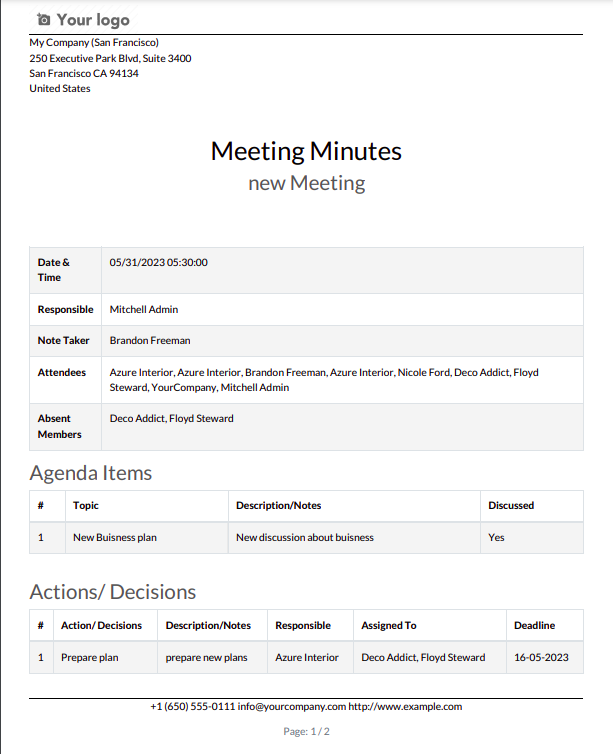 Your logo
My Company (San Francisco)
250 Executive Park Blvd, Suite 3400
San Francisco CA 94134
United States
Meeting Minutes
new Meeting
Date & Time 05/31/2023 05:30:00
Responsible Mitchell Admin
Note Taker Brandon Freeman
Attendees Azure Interior, Azure Interior, Brandon Freeman, Azure Interior, Nicole Ford, Deco Addict, Floyd
Steward, YourCompany, Mitchell Admin
Absent Members Deco Addict, Floyd Steward
Agenda Items
# Topic Description/Notes Discussed
1 New Buisness plan New discussion about buisness Yes
Actions/ Decisions
# Action/ Decisions Description/Notes Responsible Assigned To Deadline
1 Prepare plan prepare new plans Azure Interior Deco Addict, Floyd Steward 16-05-2023
+1 (650) 555-0111 info@yourcompany.com http://www.example.com
Page: 1 / 2